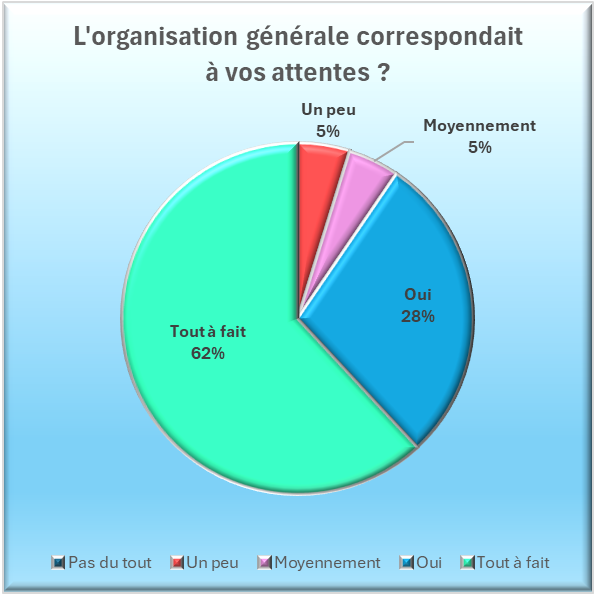 L'organisation générale correspondait
à vos attentes ?
Un peu
5%
Moyennement
5%
Oui
28%
Tout à fait
62%
Pas du tout Un peu Moyennement Oui Tout à fait